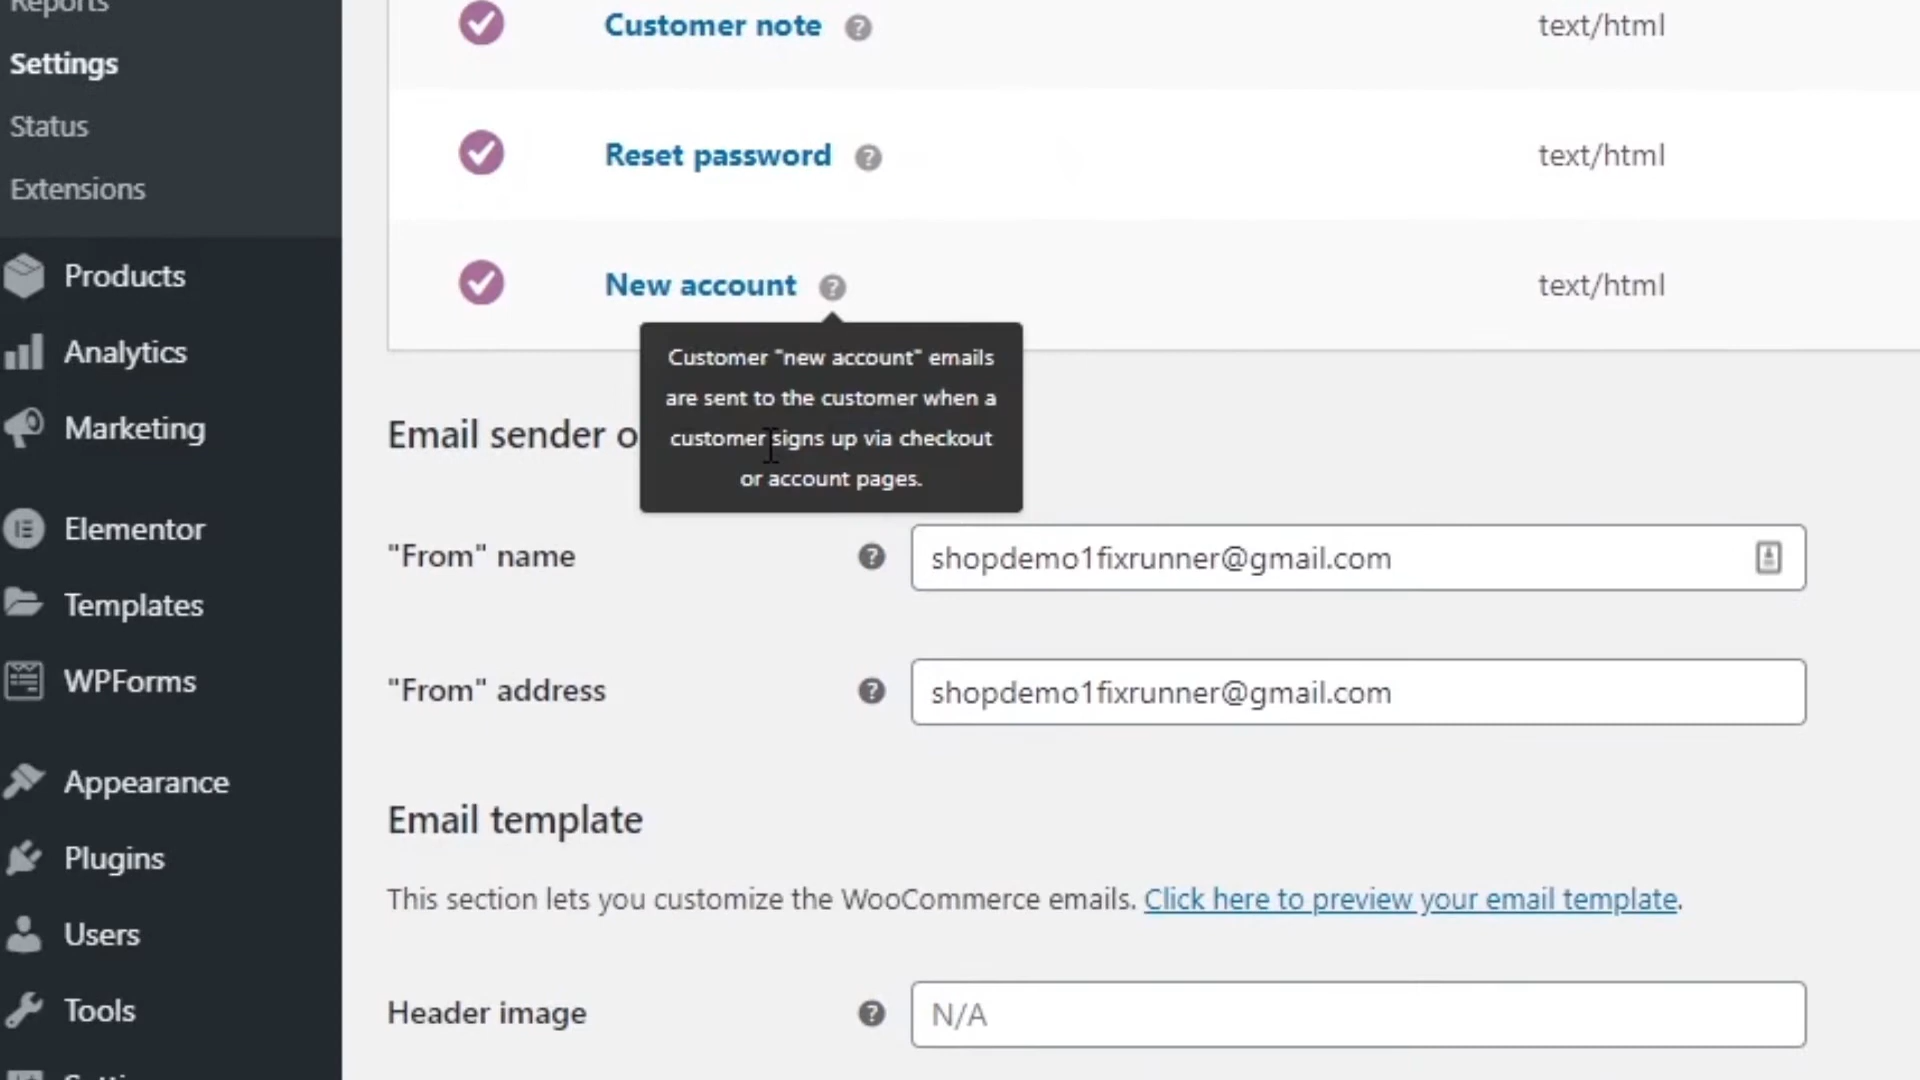 Reports
Settings
Status
Extensions
Products
Analytics
Marketing
Elementor
Templates
WPForms
Appearance
Plugins
Users
Tools
Customer note ? text/html
Reset password ? text/html
New account ? text/html
Customer "new account" emails
are sent to the customer when a
customer signs up via checkout
or account pages.
Email sender o
"From" name ? shopdemo1fixrunner@gmail.com
"From" address ? shopdemo1fixrunner@gmail.com
Email template
This section lets you customize the WooCommerce emails. Click here to preview your email template.
Header image ? N/A